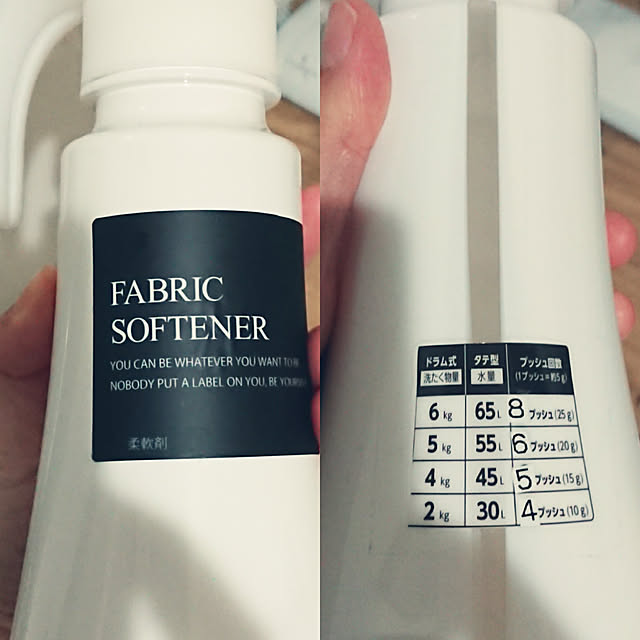 FABRIC
SOFTENER
YOU CAN BE WHATEVER YOU WANT TO BE
NOBODY PUT A LABEL ON YOU, BE
柔軟剤
ドラム式 タテ型 プッシュ回数
洗たく物量 水量 (1プッシュ=約5g)
6kg 65L 8プッシュ(25g)
5kg 55L 6プッシュ(20g)
4kg 45L 5プッシュ(15g)
2kg 30L 4プッシュ(10g)